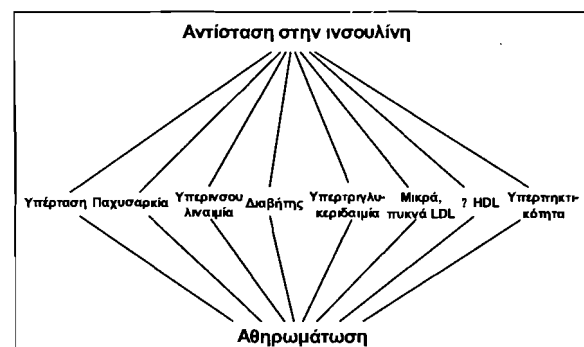 Αντίσταση στην ινσουλίνη
Υπέρταση Παχυσαρκία Υπερινσου Διαβήτης Υπερτριγλυ- Μικρά, ? HDL Υπερπηκτι-
λιναιμία κεριδαιμία πυκνά LDL κότητα
Αθηρωμάτωση